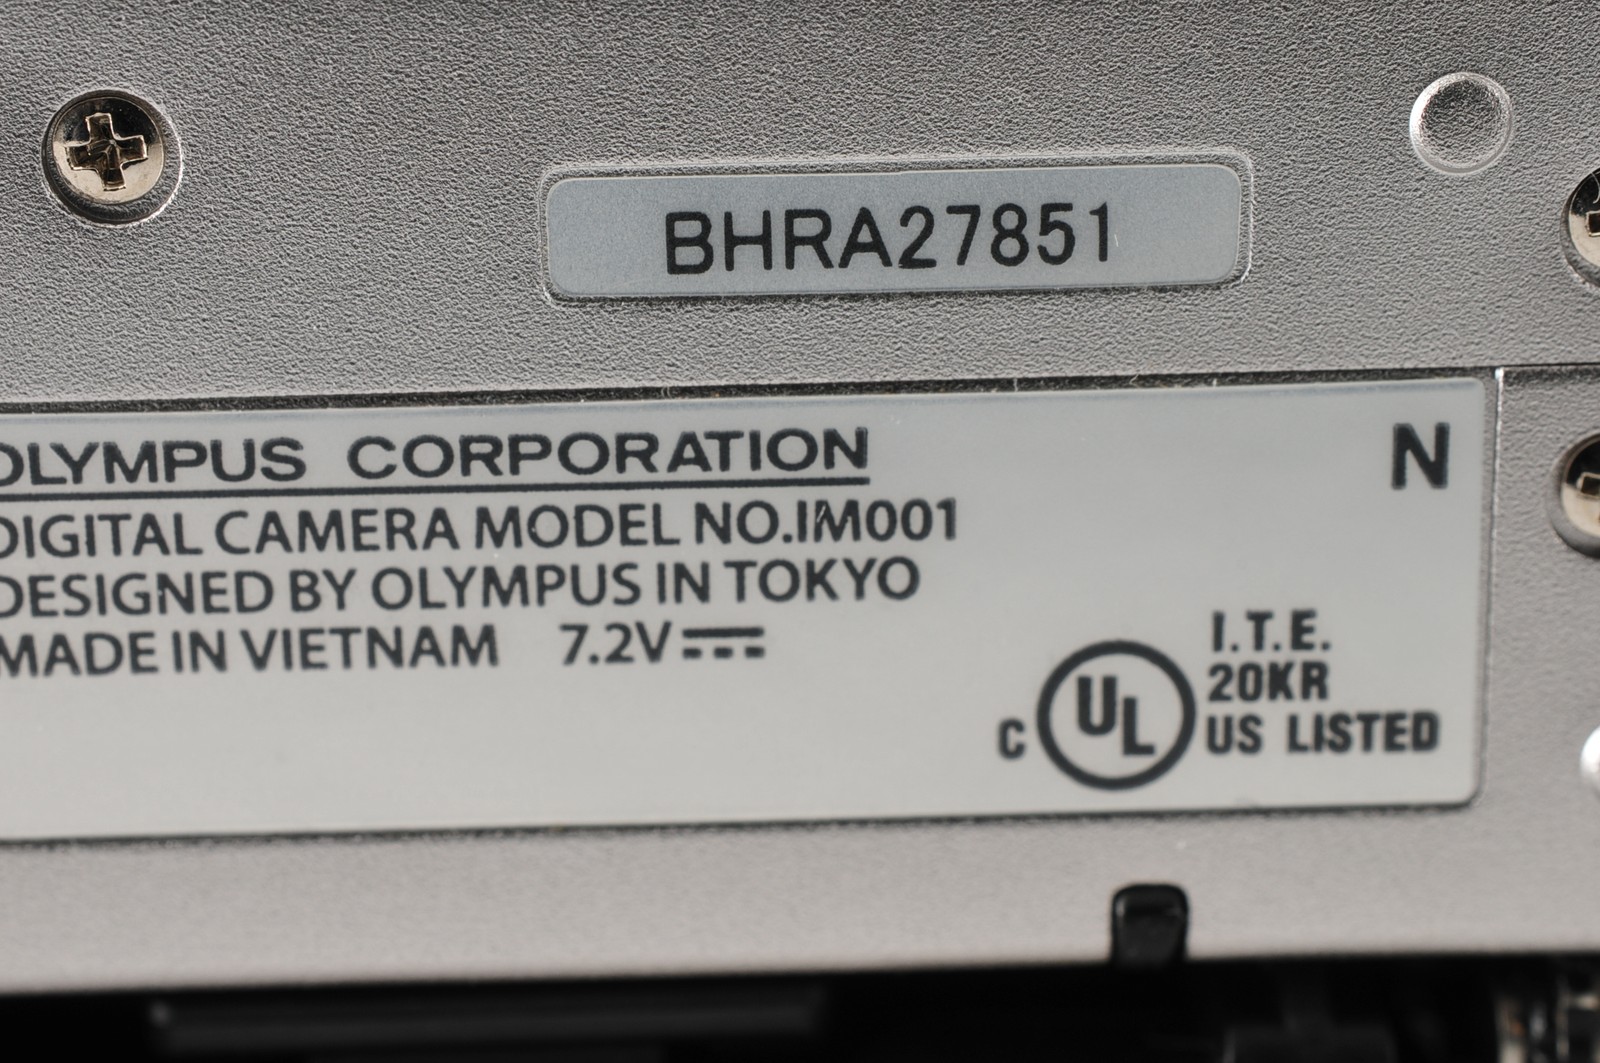 BHRA27851
OLYMPUS CORPORATION
N
DIGITAL CAMERA MODEL NO.IM001
DESIGNED BY OLYMPUS IN TOKYO
MADE IN VIETNAM 7.2V
I.T.E.
20KR
C UL US LISTED